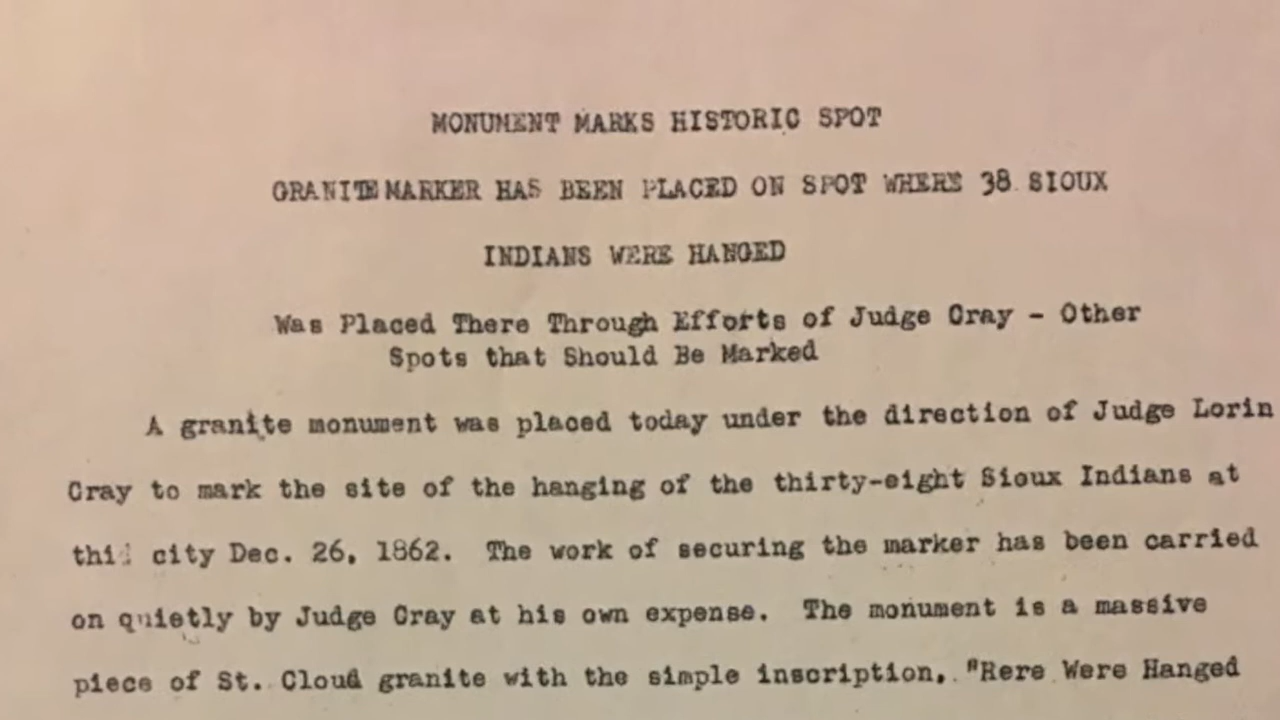 MONUMENT MARKS HISTORIC SPOT
GRANITE MARKER HAS BEEN PLACED ON SPOT WHERE 38 SIOUX
INDIANS WERE HANGED
Was Placed There Through Efforts of Judge Cray - Other
Spots that Should Be Marked
A granite monument was placed today under the direction of Judge Lorin
Cray to mark the site of the hanging of the thirty-eight Sioux Indians at
this city Dec. 26, 1862. The work of securing the marker has been carried
on quietly by Judge Cray at his own expense. The monument is a massive
piece of St. Cloud granite with the simple inscription, "Here Were Hanged